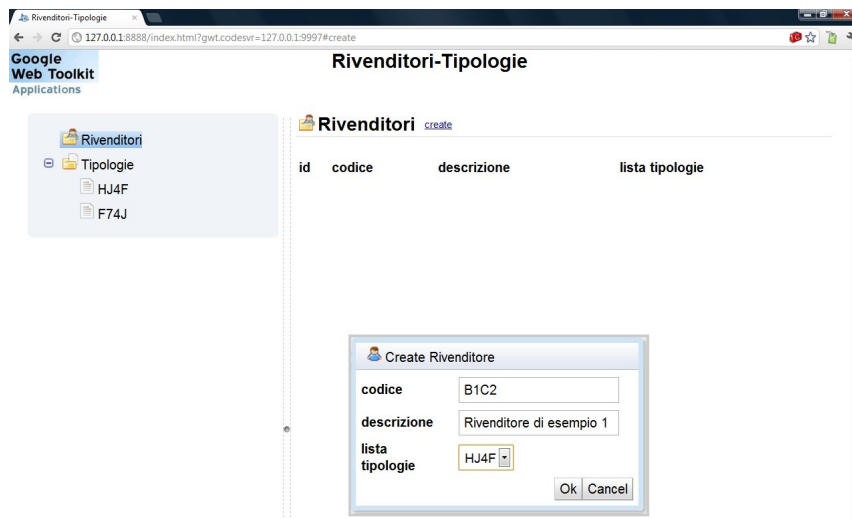 Rivenditori-Tipologie
127.0.0.1:8888/index.html?gwt.codesvr=127.0.0.1:9997#create
Google
Web Toolkit
Applications
Rivenditori-Tipologie
Rivenditori
Tipologie
HJ4F
F74J
Rivenditori create
id codice descrizione lista tipologie
Create Rivenditore
codice B1C2
descrizione Rivenditore di esempio 1
lista
tipologie HJ4F
Ok Cancel